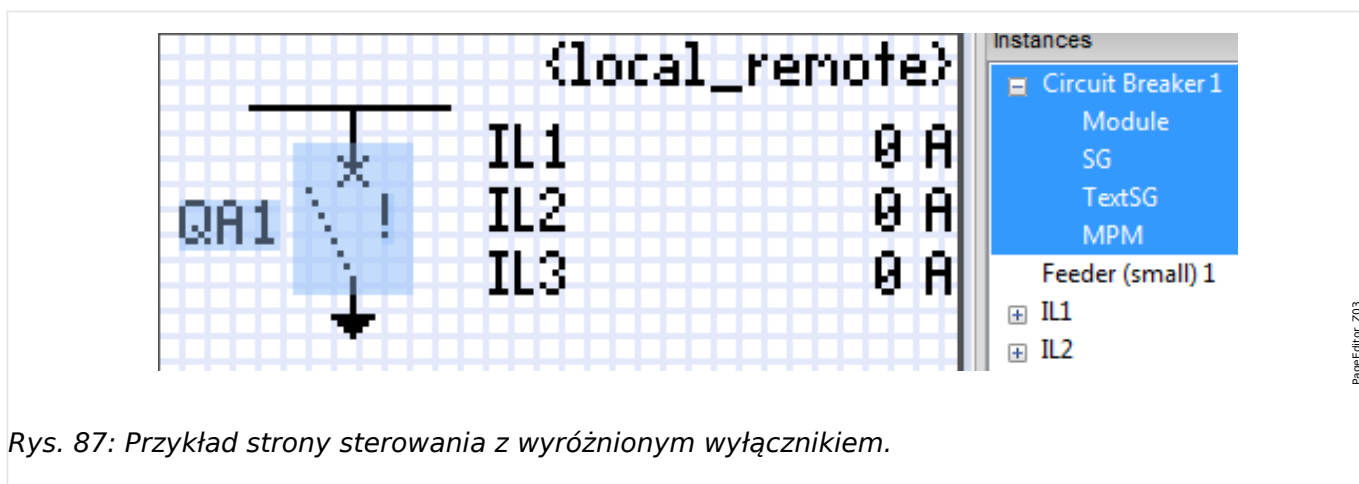 {local_remote}
IL1 0 A
QA1 ! IL2 0 A
IL3 0 A
Instances
Circuit Breaker 1
Module
SG
TextSG
MPM
Feeder (small) 1
IL1
IL2
PageEditor_Z03
Rys. 87: Przykład strony sterowania z wyróżnionym wyłącznikiem.